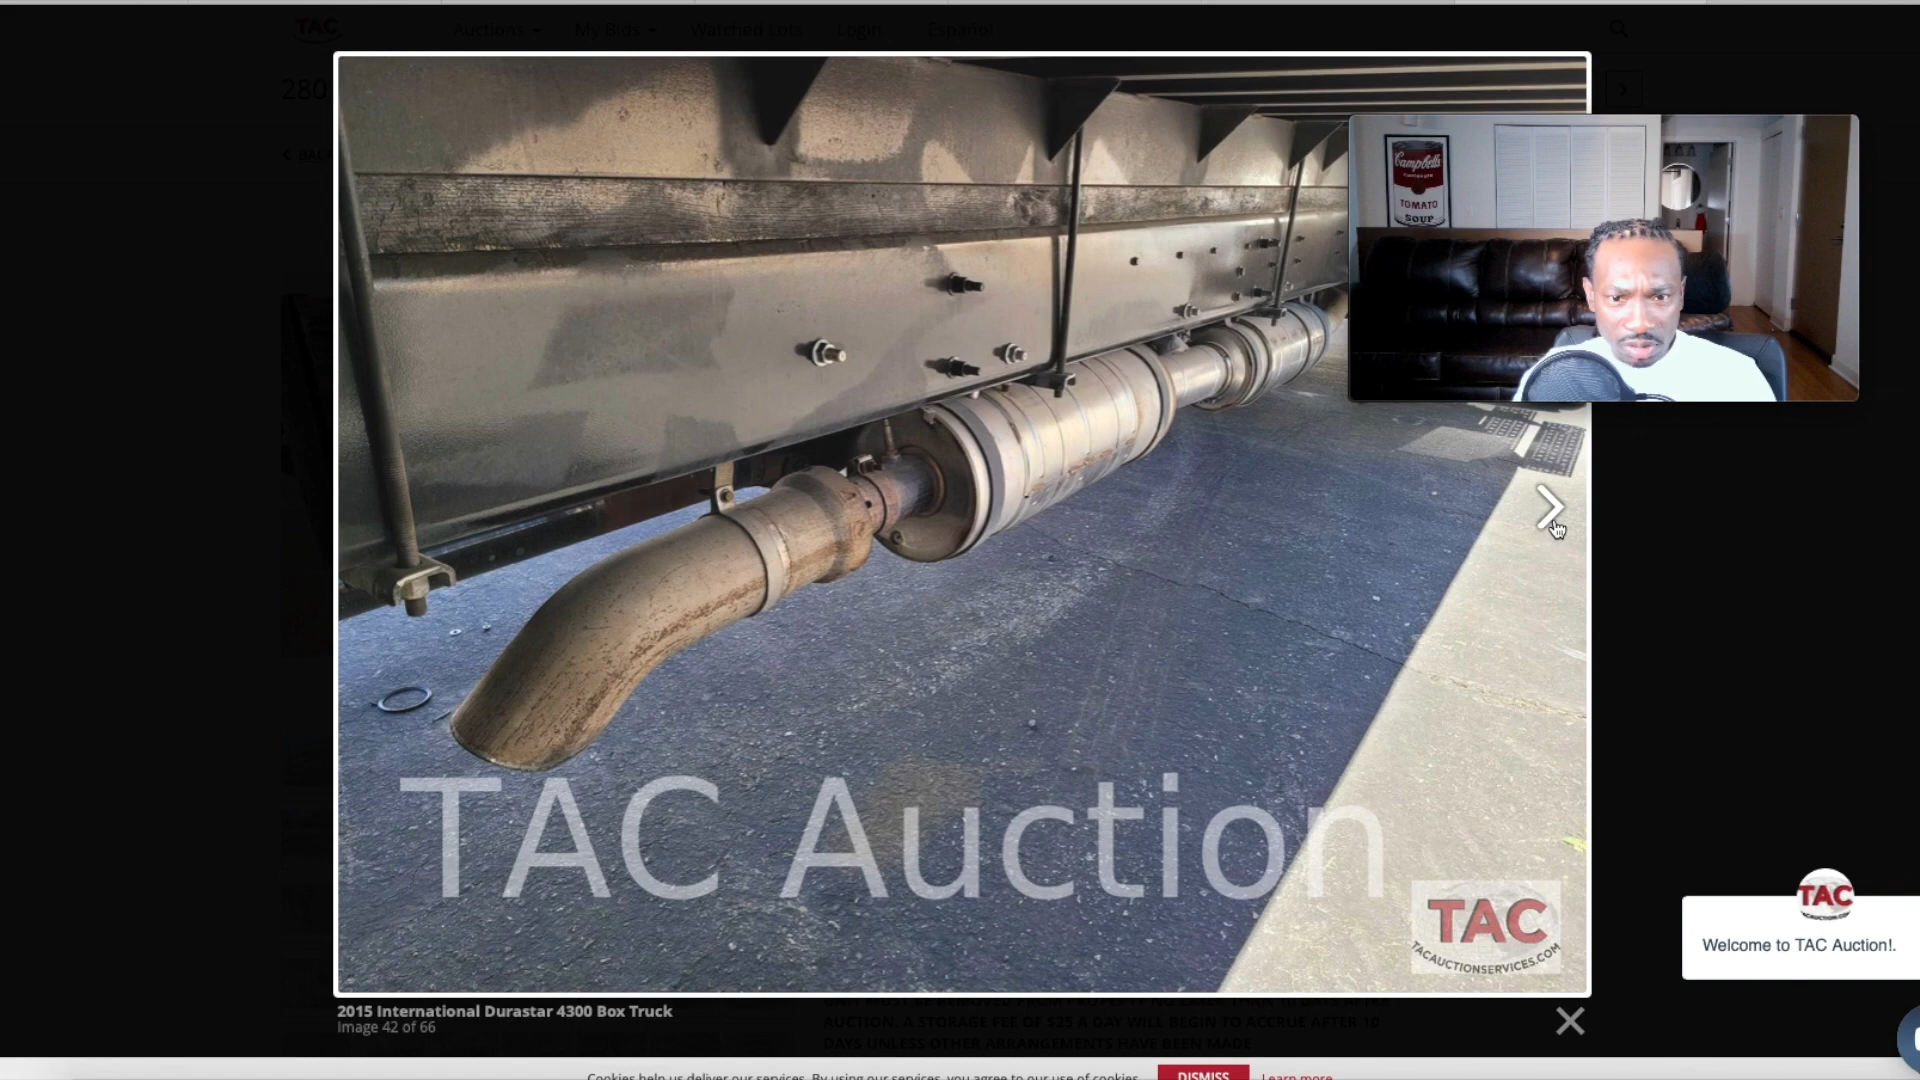 TAC
Auctions
My Bids
Watched Lots
Login
Español
280
BAC
Campbell's
TOMATO
SOUP
TAC Auction
TAC
TACAUCTIONSERVICES.COM
TAC
Welcome to TAC Auction!.
2015 International Durastar 4300 Box Truck
Image 42 of 66
AUCTION. A STORAGE FEE OF $25 A DAY WILL BEGIN TO ACCRUE AFTER 10
DAYS UNLESS OTHER ARRANGEMENTS HAVE BEEN MADE
Cookies help us deliver our services. By using our services, you agree to our use of cookies.
DISMISS
Learn more